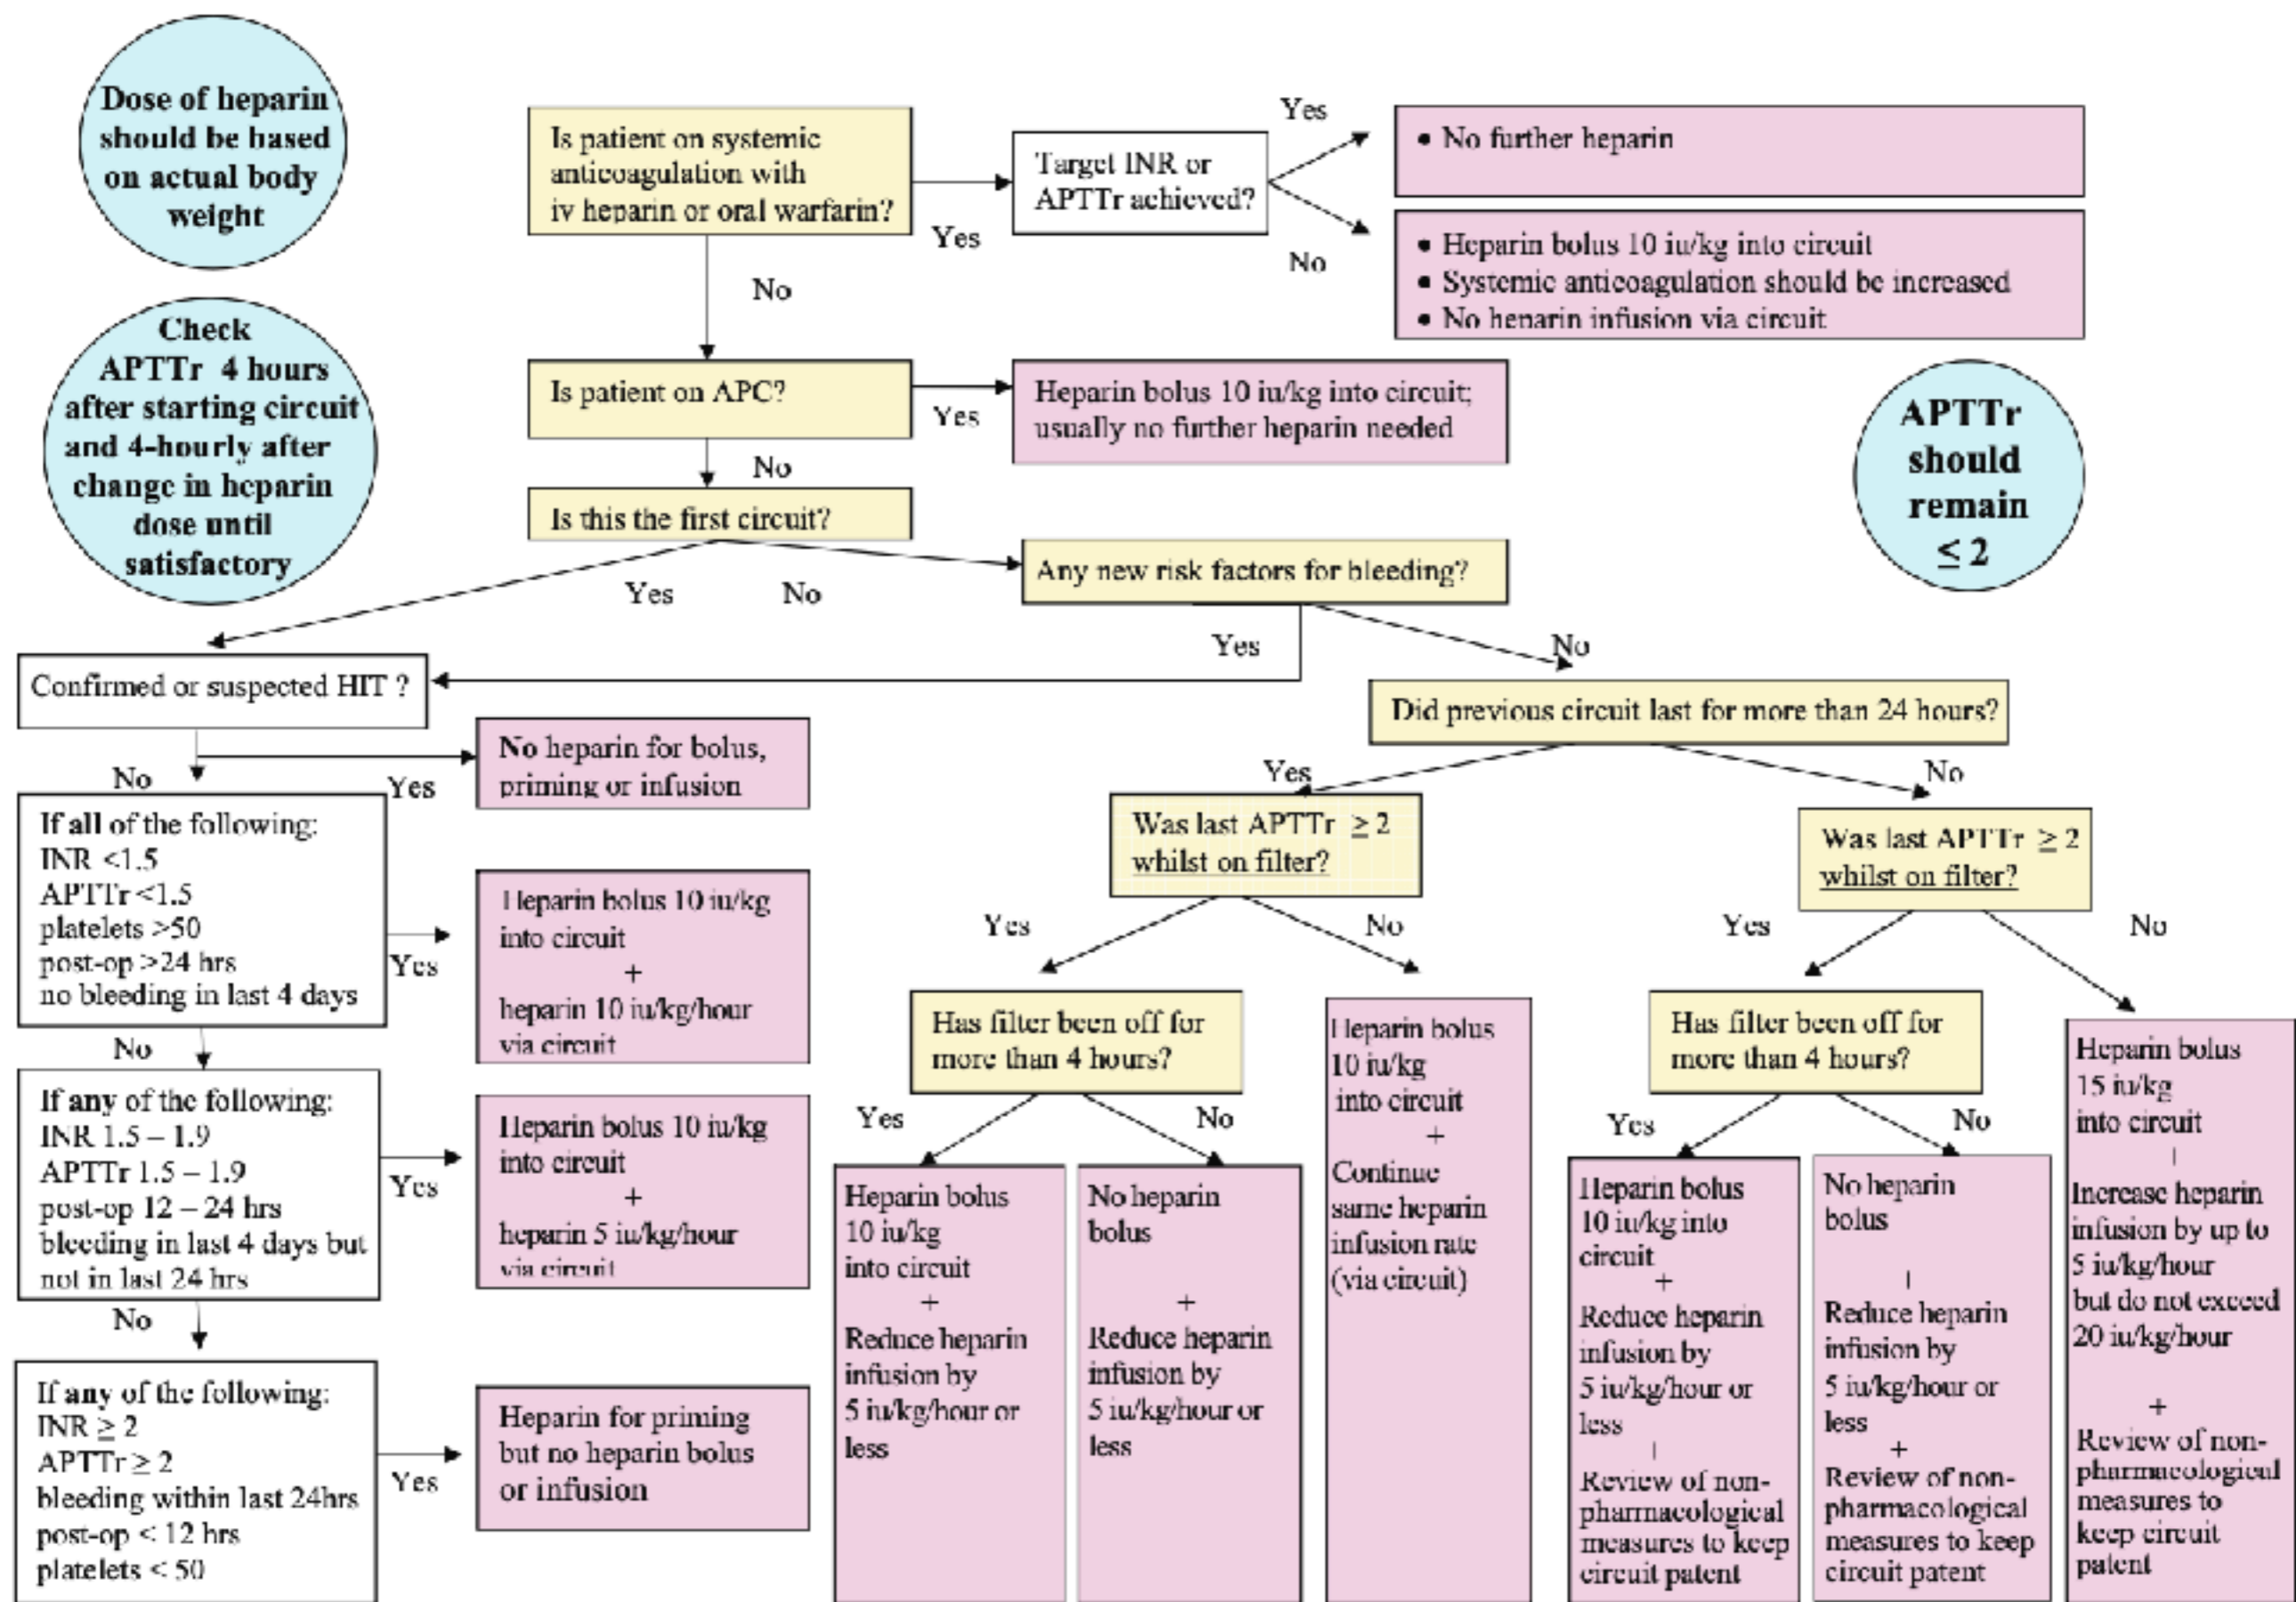 Dose of heparin
should be based
on actual body
weight
Is patient on systemic
anticoagulation with
iv heparin or oral warfarin?
Yes
Target INR or
APTTr achieved?
Yes
• No further heparin
No
• Heparin bolus 10 iu/kg into circuit
• Systemic anticoagulation should be increased
• No heparin infusion via circuit
No
Check
APTTr 4 hours
after starting circuit
and 4-hourly after
change in heparin
dose until
satisfactory
Is patient on APC?
Yes
Heparin bolus 10 iu/kg into circuit;
usually no further heparin needed
APTTr
should
remain
≤ 2
No
Is this the first circuit?
Yes
No
Any new risk factors for bleeding?
Yes
No
Confirmed or suspected HIT ?
Did previous circuit last for more than 24 hours?
No
Yes
No heparin for bolus,
priming or infusion
If all of the following:
INR <1.5
APTTr <1.5
platelets >50
post-op >24 hrs
no bleeding in last 4 days
Yes
Heparin bolus 10 iu/kg
into circuit
+
heparin 10 iu/kg/hour
via circuit
No
If any of the following:
INR 1.5 – 1.9
APTTr 1.5 – 1.9
post-op 12 – 24 hrs
bleeding in last 4 days but
not in last 24 hrs
Yes
Heparin bolus 10 iu/kg
into circuit
+
heparin 5 iu/kg/hour
via circuit
No
If any of the following:
INR ≥ 2
APTTr ≥ 2
bleeding within last 24hrs
post-op < 12 hrs
platelets < 50
Yes
Heparin for priming
but no heparin bolus
or infusion
Yes
No
Was last APTTr ≥ 2
whilst on filter?
Was last APTTr ≥ 2
whilst on filter?
Yes
No
Yes
No
Has filter been off for
more than 4 hours?
Yes
No
Heparin bolus
10 iu/kg
into circuit
+
Reduce heparin
infusion by
5 iu/kg/hour or
less
No heparin
bolus
+
Reduce heparin
infusion by
5 iu/kg/hour or
less
Heparin bolus
10 iu/kg
into circuit
+
Continue
same heparin
infusion rate
(via circuit)
Has filter been off for
more than 4 hours?
Yes
No
Heparin bolus
10 iu/kg into
circuit
+
Reduce heparin
infusion by
5 iu/kg/hour or
less
+
Review of non-
pharmacological
measures to keep
circuit patent
No heparin
bolus
+
Reduce heparin
infusion by
5 iu/kg/hour or
less
+
Review of non-
pharmacological
measures to keep
circuit patent
Heparin bolus
15 iu/kg
into circuit
+
Increase heparin
infusion by up to
5 iu/kg/hour
but do not exceed
20 iu/kg/hour
+
Review of non-
pharmacological
measures to
keep circuit
patent